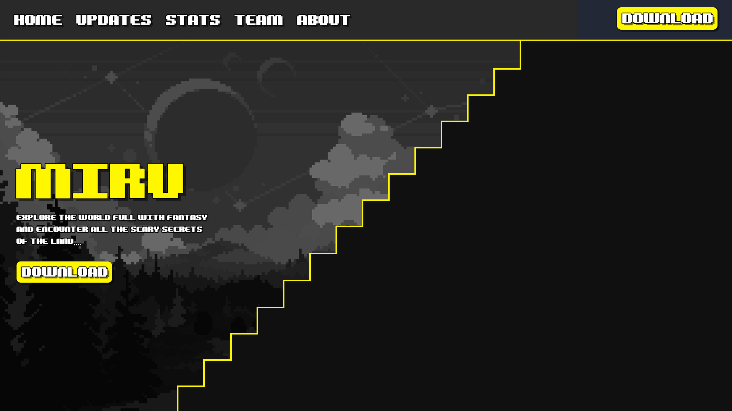 HOME UPDATES STATS TEAM ABOUT DOWNLOAD
MIRU
EXPLORE THE WORLD FULL WITH FANTASY
AND ENCOUNTER ALL THE SCARY SECRETS
OF THE LAND....
DOWNLOAD